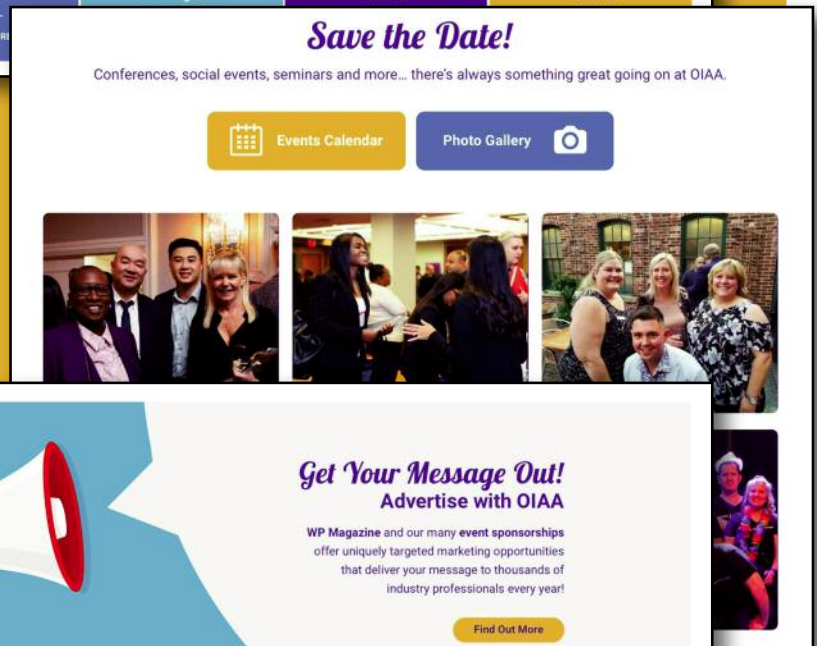 Save the Date!
Conferences, social events, seminars and more... there's always something great going on at OIAA.
Events Calendar
Photo Gallery
Get Your Message Out!
Advertise with OIAA
WP Magazine and our many event sponsorships
offer uniquely targeted marketing opportunities
that deliver your message to thousands of
industry professionals every year!
Find Out More